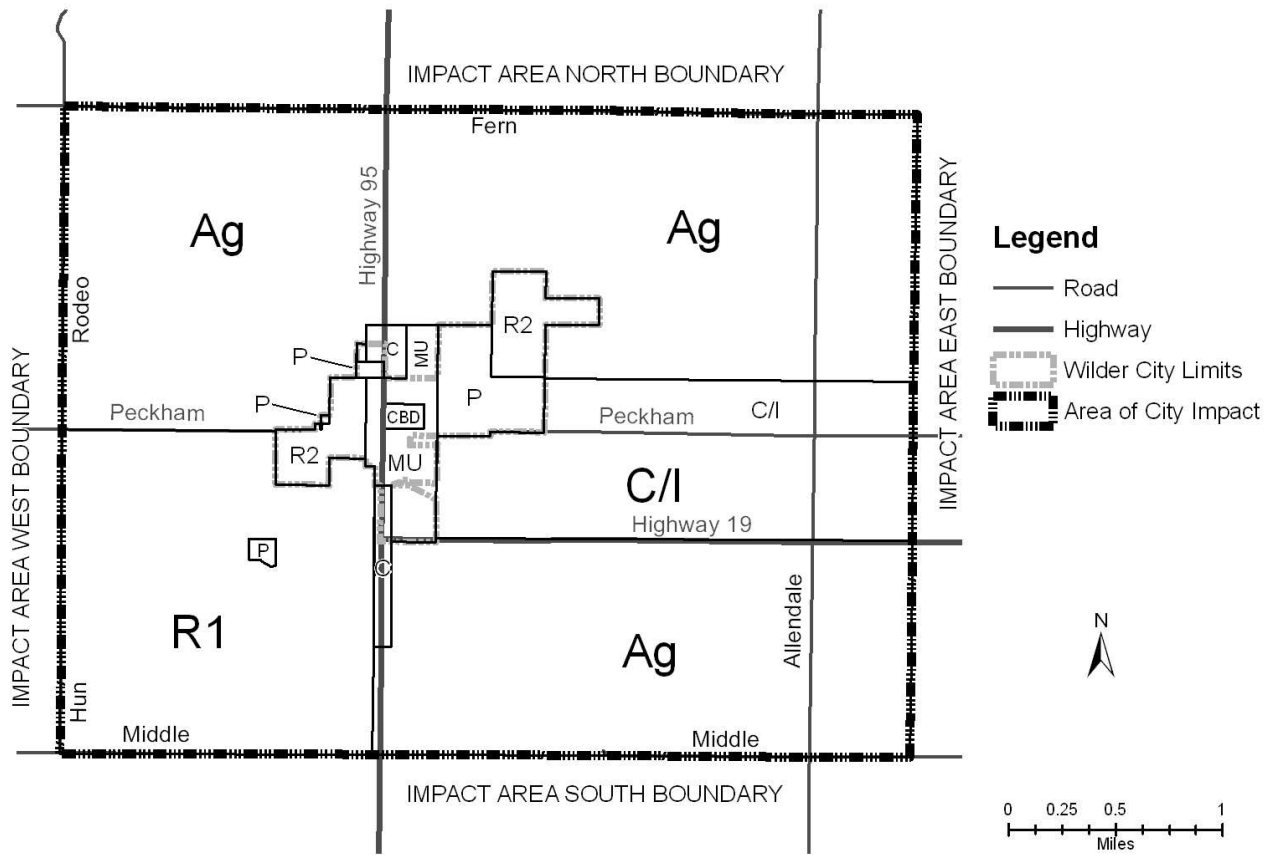 IMPACT AREA NORTH BOUNDARY
Fern
Highway 95
Ag
Ag
Rodeo
IMPACT AREA EAST BOUNDARY
Legend
Road
Highway
Wilder City Limits
Area of City Impact
R2
C
MU
P
P
P
CBD
Peckham
Peckham
C/I
IMPACT AREA WEST BOUNDARY
R2
MU
C/I
Highway 19
P
C
R1
Ag
Allendale
N
Hun
Middle
Middle
IMPACT AREA SOUTH BOUNDARY
0 0.25 0.5 1
Miles